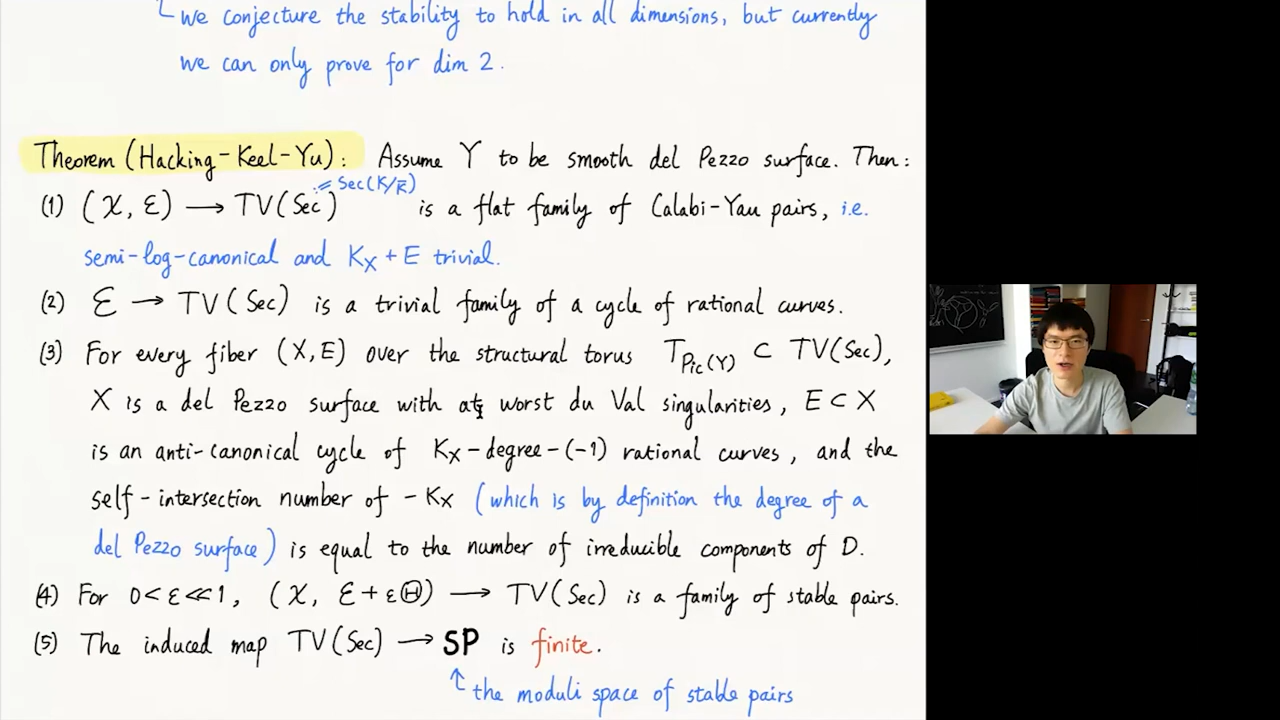 we conjecture the stability to hold in all dimensions, but currently
we can only prove for dim 2.
Theorem (Hacking-Keel-Yu): Assume Y to be smooth del Pezzo surface. Then:
= Sec(K/R̄)
(1) (𝒳, ℰ) → TV(Sec) is a flat family of Calabi-Yau pairs, i.e.
semi-log-canonical and K_X + E trivial.
(2) ℰ → TV(Sec) is a trivial family of a cycle of rational curves.
(3) For every fiber (X, E) over the structural torus T_Pic(Y) ⊂ TV(Sec),
X is a del Pezzo surface with at worst du Val singularities, E ⊂ X
is an anti-canonical cycle of K_X-degree-(-1) rational curves, and the
self-intersection number of -K_X (which is by definition the degree of a
del Pezzo surface) is equal to the number of irreducible components of D.
(4) For 0<ε≪1, (𝒳, ℰ+εΘ) → TV(Sec) is a family of stable pairs.
(5) The induced map TV(Sec) → SP is finite.
↑ the moduli space of stable pairs